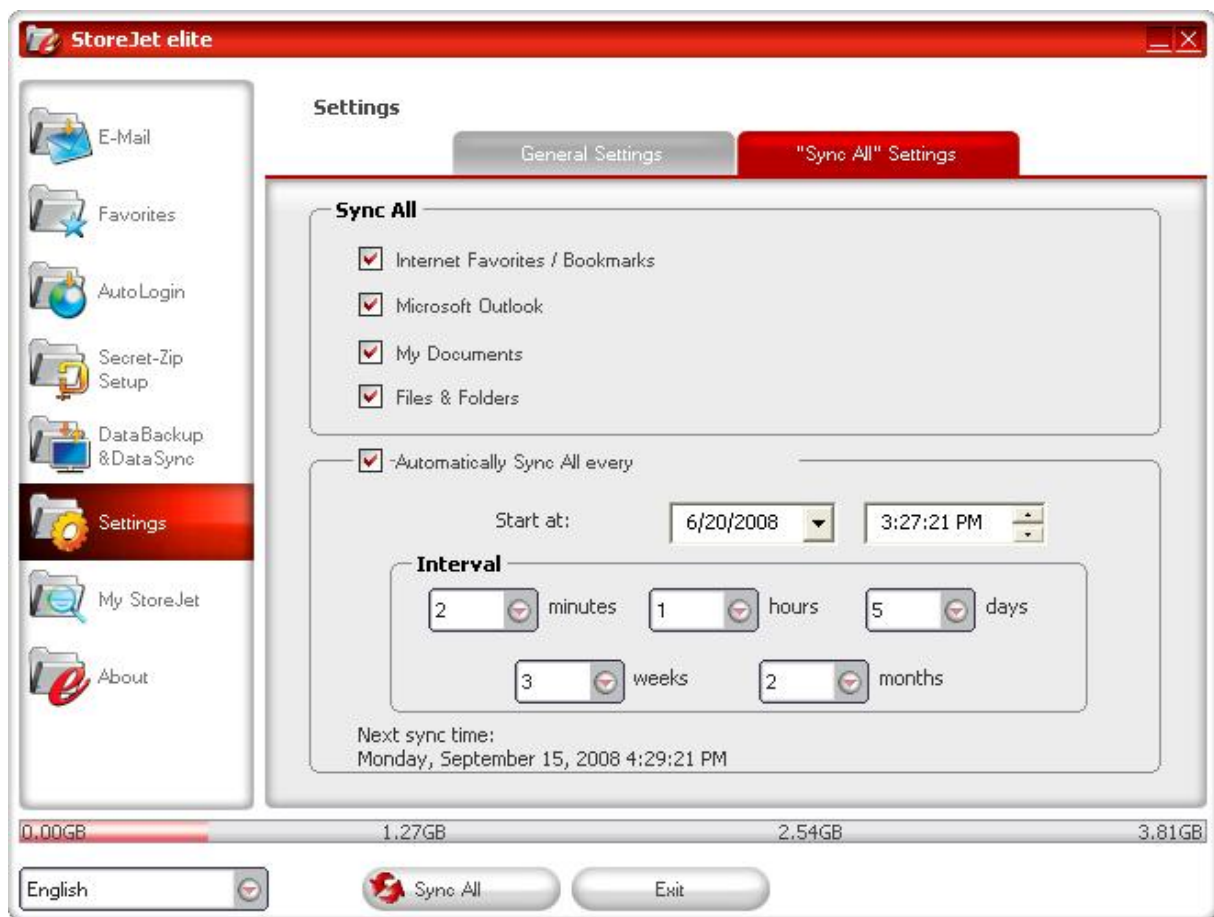 StoreJet elite
E-Mail
Favorites
AutoLogin
Secret-Zip
Setup
DataBackup
&DataSync
Settings
My StoreJet
About
Settings
General Settings
"Sync All" Settings
Sync All
Internet Favorites / Bookmarks
Microsoft Outlook
My Documents
Files & Folders
Automatically Sync All every
Start at: 6/20/2008 3:27:21 PM
Interval
2 minutes 1 hours 5 days
3 weeks 2 months
Next sync time:
Monday, September 15, 2008 4:29:21 PM
0.00GB 1.27GB 2.54GB 3.81GB
English
Sync All
Exit